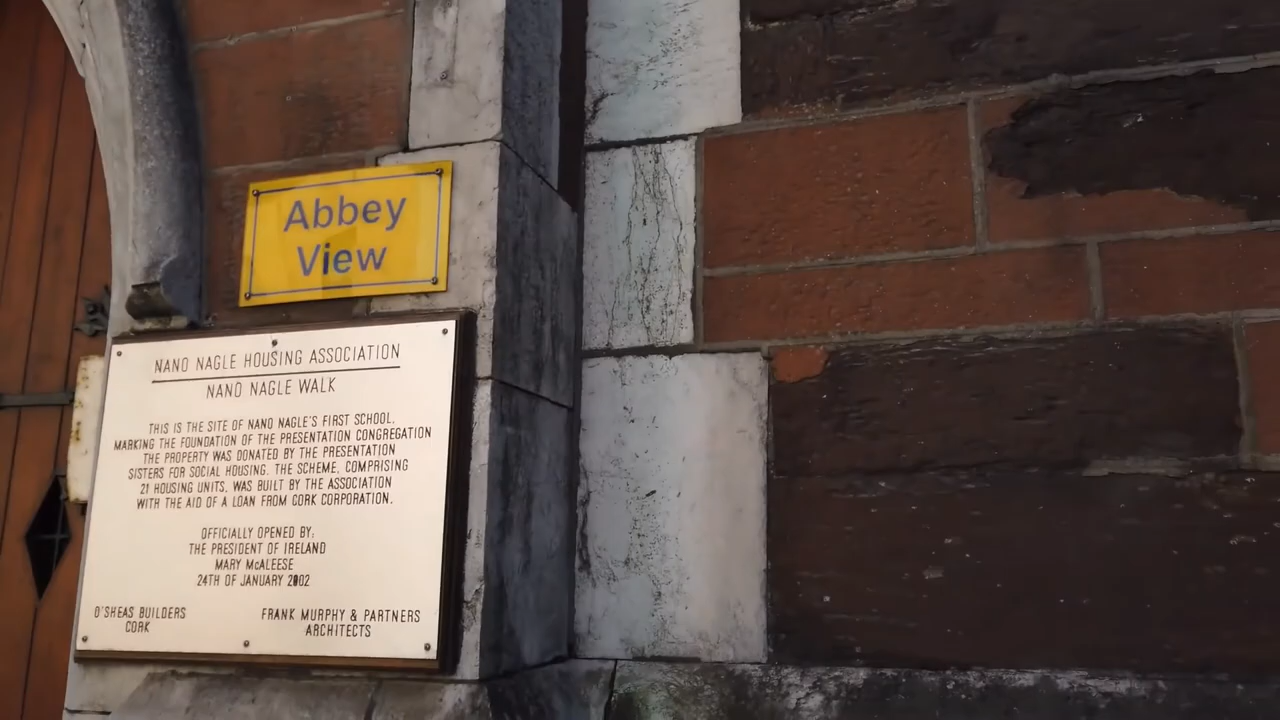 Abbey
View
NANO NAGLE HOUSING ASSOCIATION
NANO NAGLE WALK
THIS IS THE SITE OF NANO NAGLE'S FIRST SCHOOL,
MARKING THE FOUNDATION OF THE PRESENTATION CONGREGATION
THE PROPERTY WAS DONATED BY THE PRESENTATION
SISTERS FOR SOCIAL HOUSING. THE SCHEME, COMPRISING
21 HOUSING UNITS, WAS BUILT BY THE ASSOCIATION
WITH THE AID OF A LOAN FROM CORK CORPORATION.
OFFICIALLY OPENED BY:
THE PRESIDENT OF IRELAND
MARY McALEESE
24TH OF JANUARY 2002
O'SHEAS BUILDERS
CORK
FRANK MURPHY & PARTNERS
ARCHITECTS